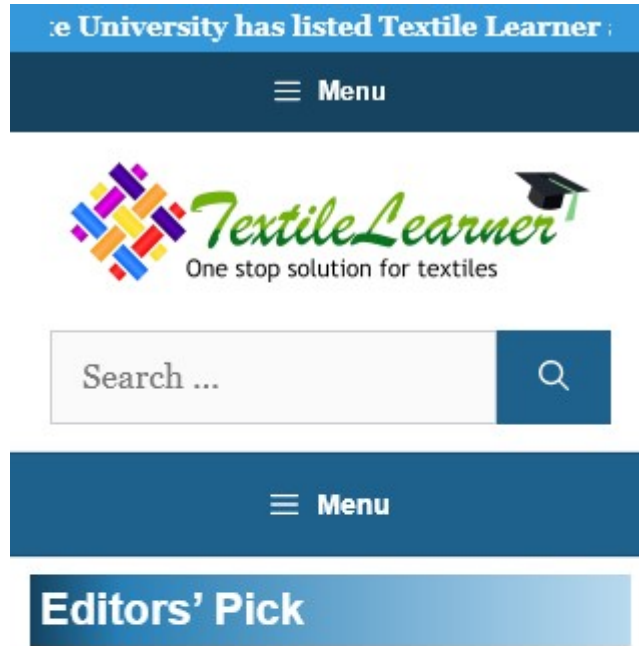 University has listed Textile Learner
Menu
TextileLearner
One stop solution for textiles
Search ...
Menu
Editors’ Pick